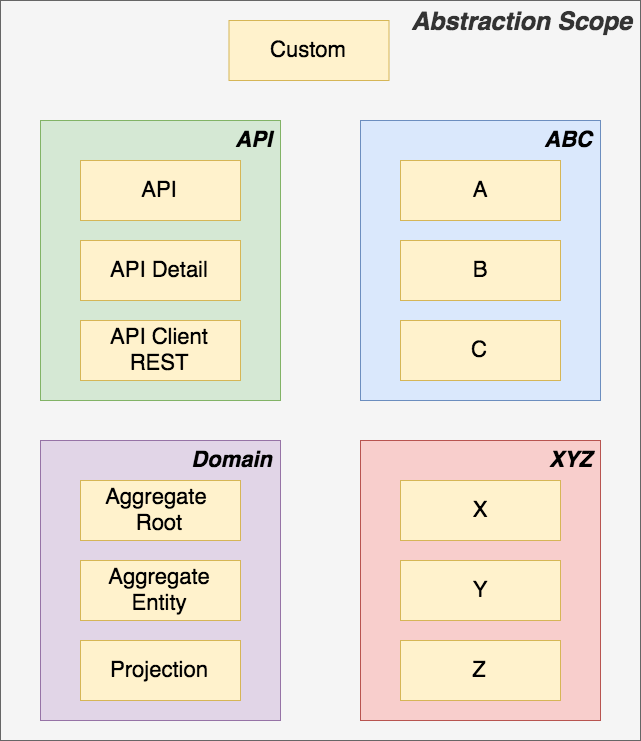 Abstraction Scope
Custom
API
API
API Detail
API Client
REST
ABC
A
B
C
Domain
Aggregate
Root
Aggregate
Entity
Projection
XYZ
X
Y
Z